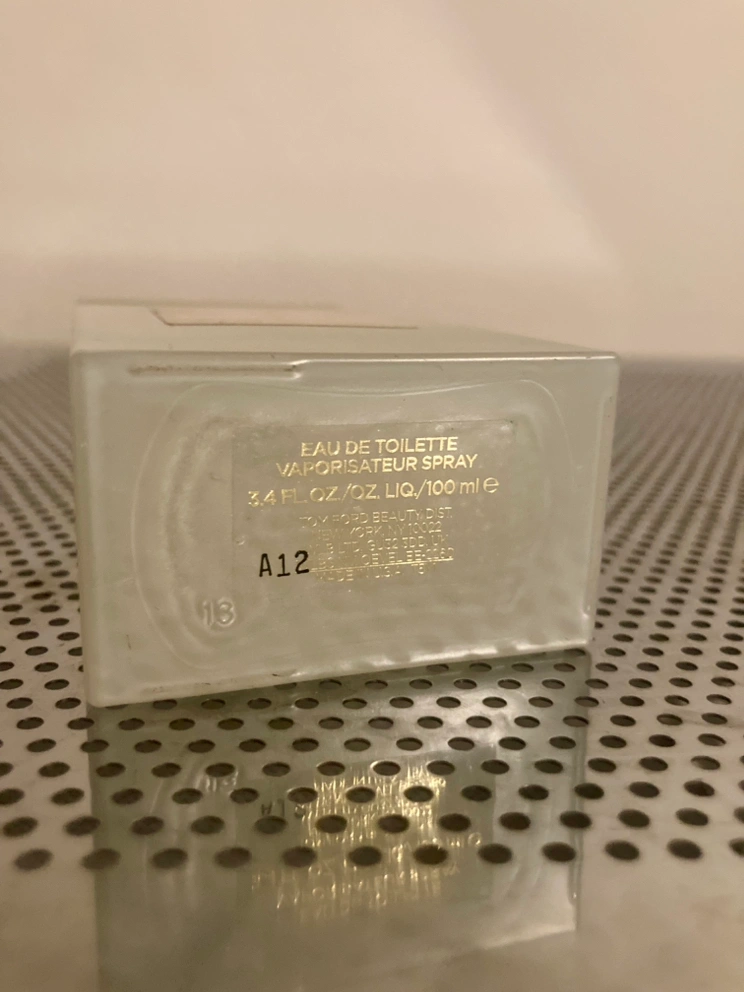 EAU DE TOILETTE
VAPORISATEUR SPRAY
3.4 FL. OZ./OZ. LIQ./100 ml e
TOM FORD BEAUTY, DIST.
NEW YORK, N.Y. 10022
A12
13